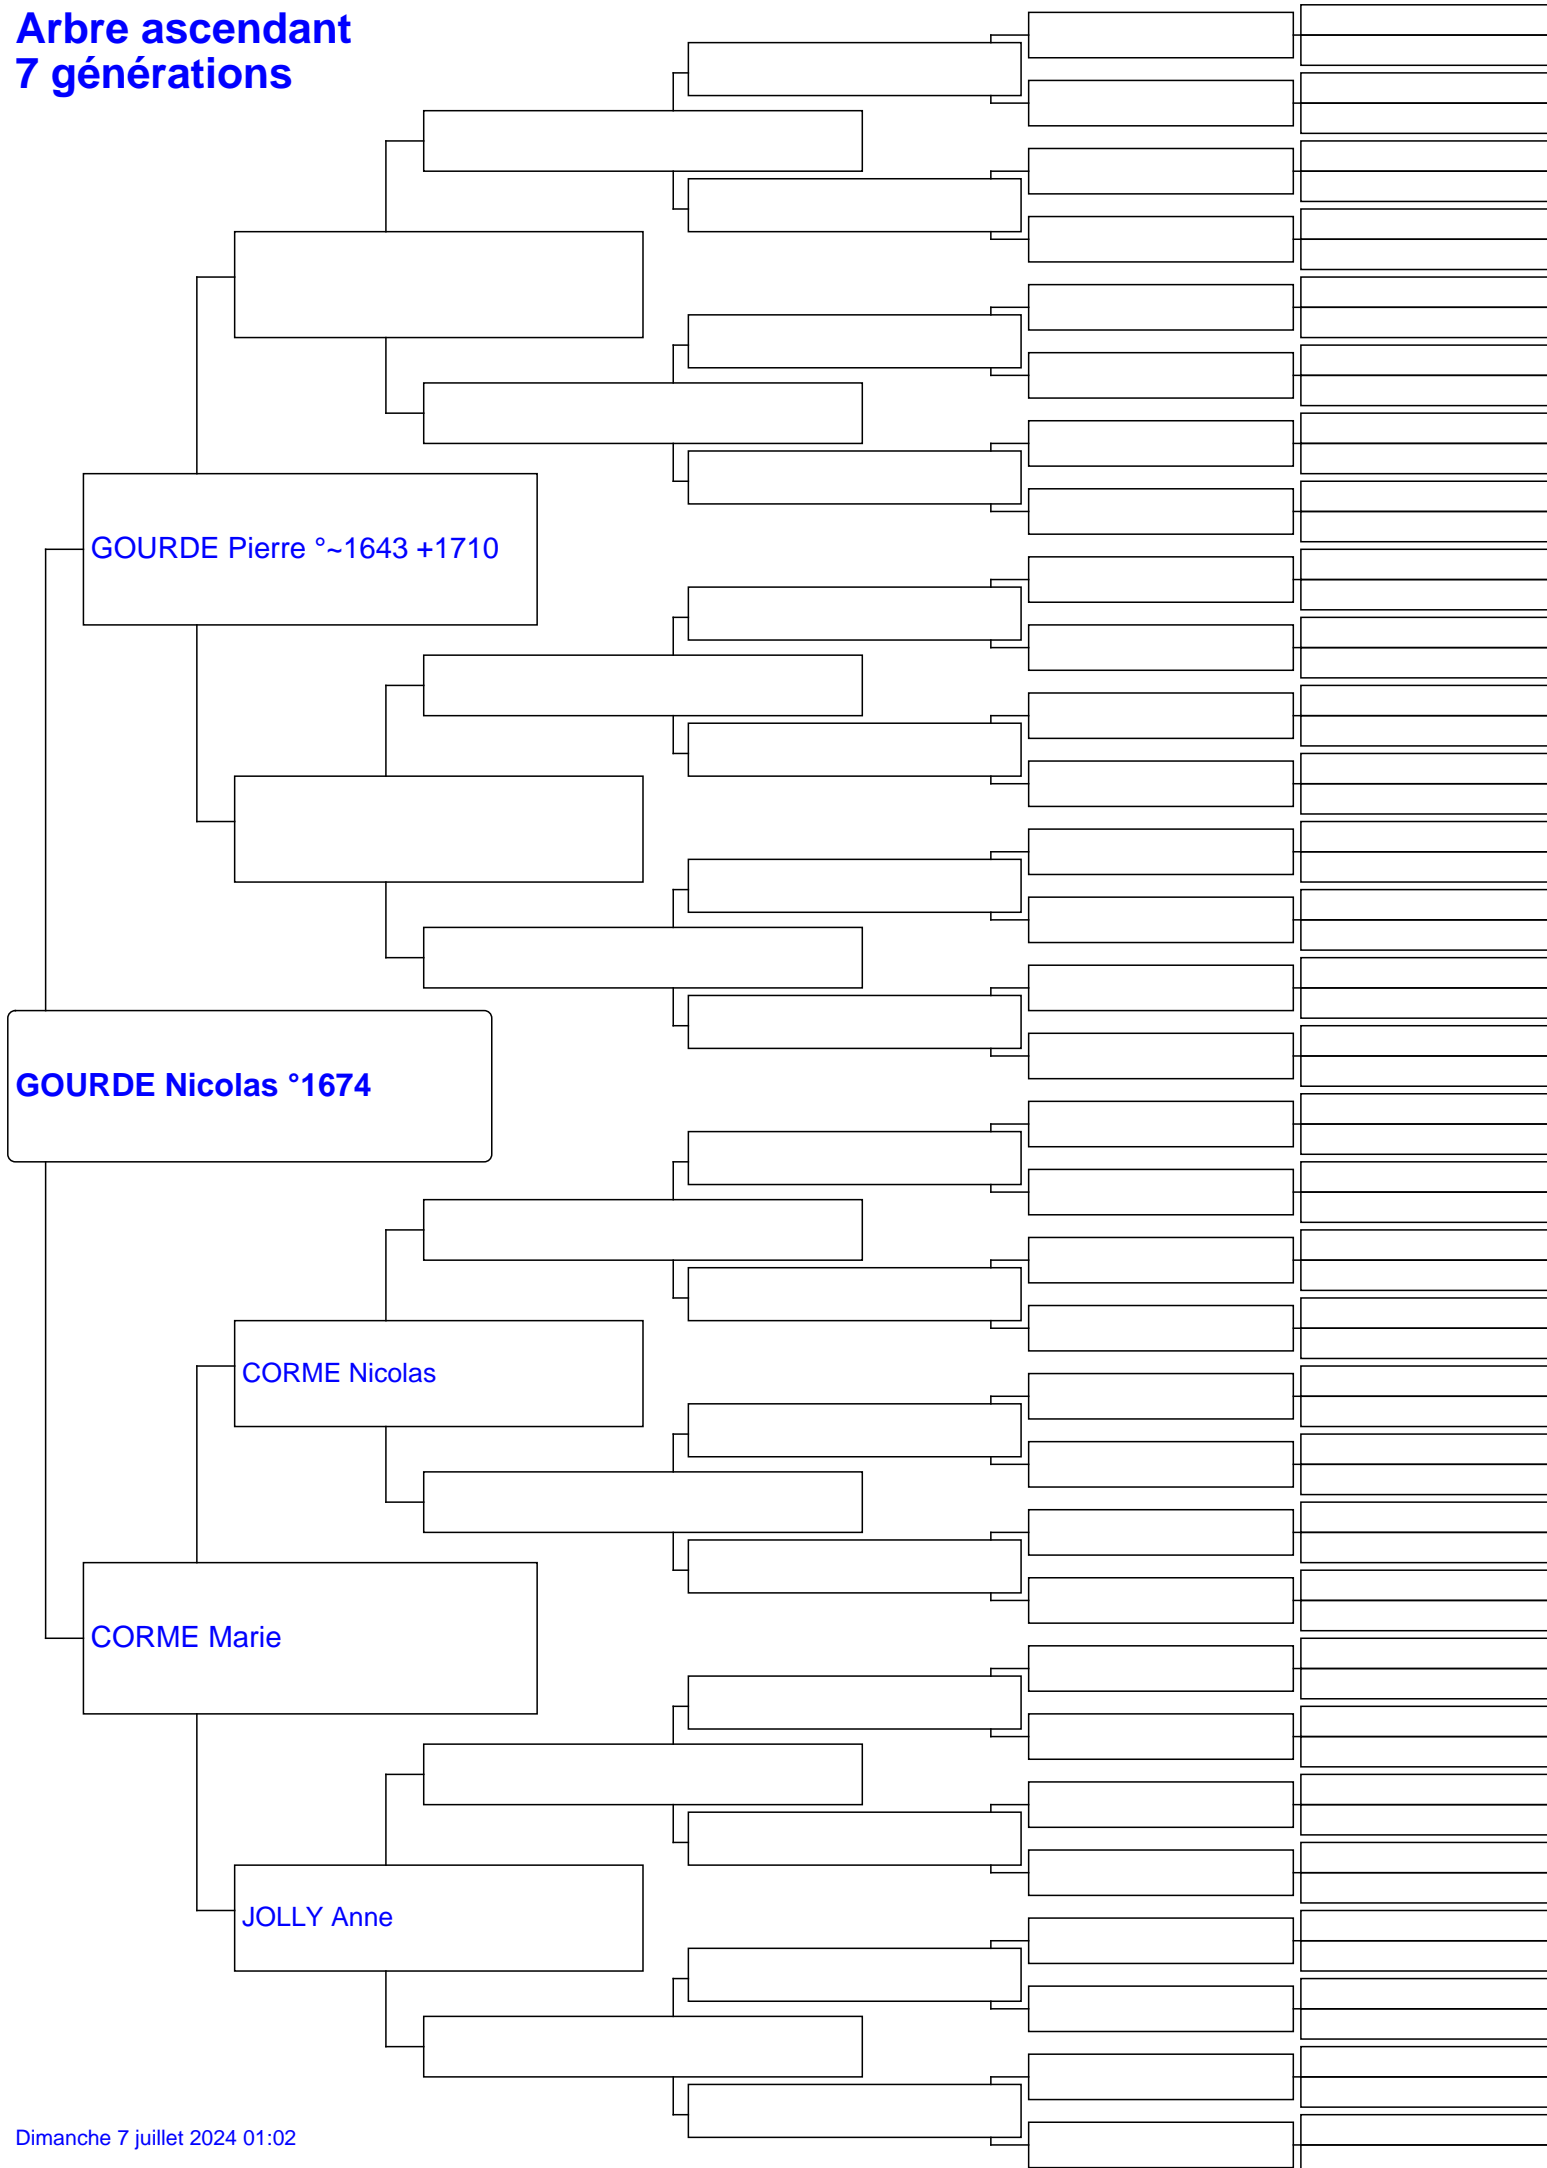 Arbre ascendant
7 générations
GOURDE Pierre °~1643 +1710
GOURDE Nicolas °1674
CORME Nicolas
CORME Marie
JOLLY Anne
Dimanche 7 juillet 2024 01:02